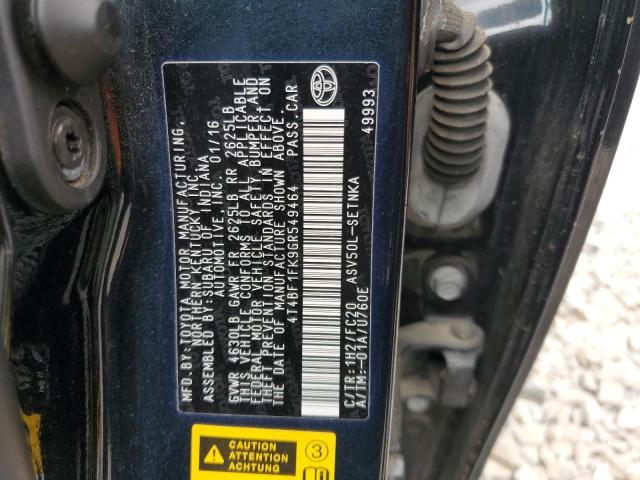 MFD.BY:TOYOTA MOTOR MANUFACTURING,
NORTHERN KENTUCKY INC.
ASSEMBLED BY: SUBARU OF INDIANA
AUTOMOTIVE, INC. 01/16
GVWR 4630LB GAWR FR 2625LB RR 2625LB
THIS VEHICLE CONFORMS TO ALL APPLICABLE
FEDERAL MOTOR VEHICLE SAFETY, BUMPER, AND
THEFT PREVENTION STANDARDS IN EFFECT ON
THE DATE OF MANUFACTURE SHOWN ABOVE.
4T4BF1FK9GR549464 PASS.CAR
C/TR:1H2/FC20 ASV50L-SETNKA
A/TM:-01A/U760E 49993
CAUTION
ATTENTION
ACHTUNG
3